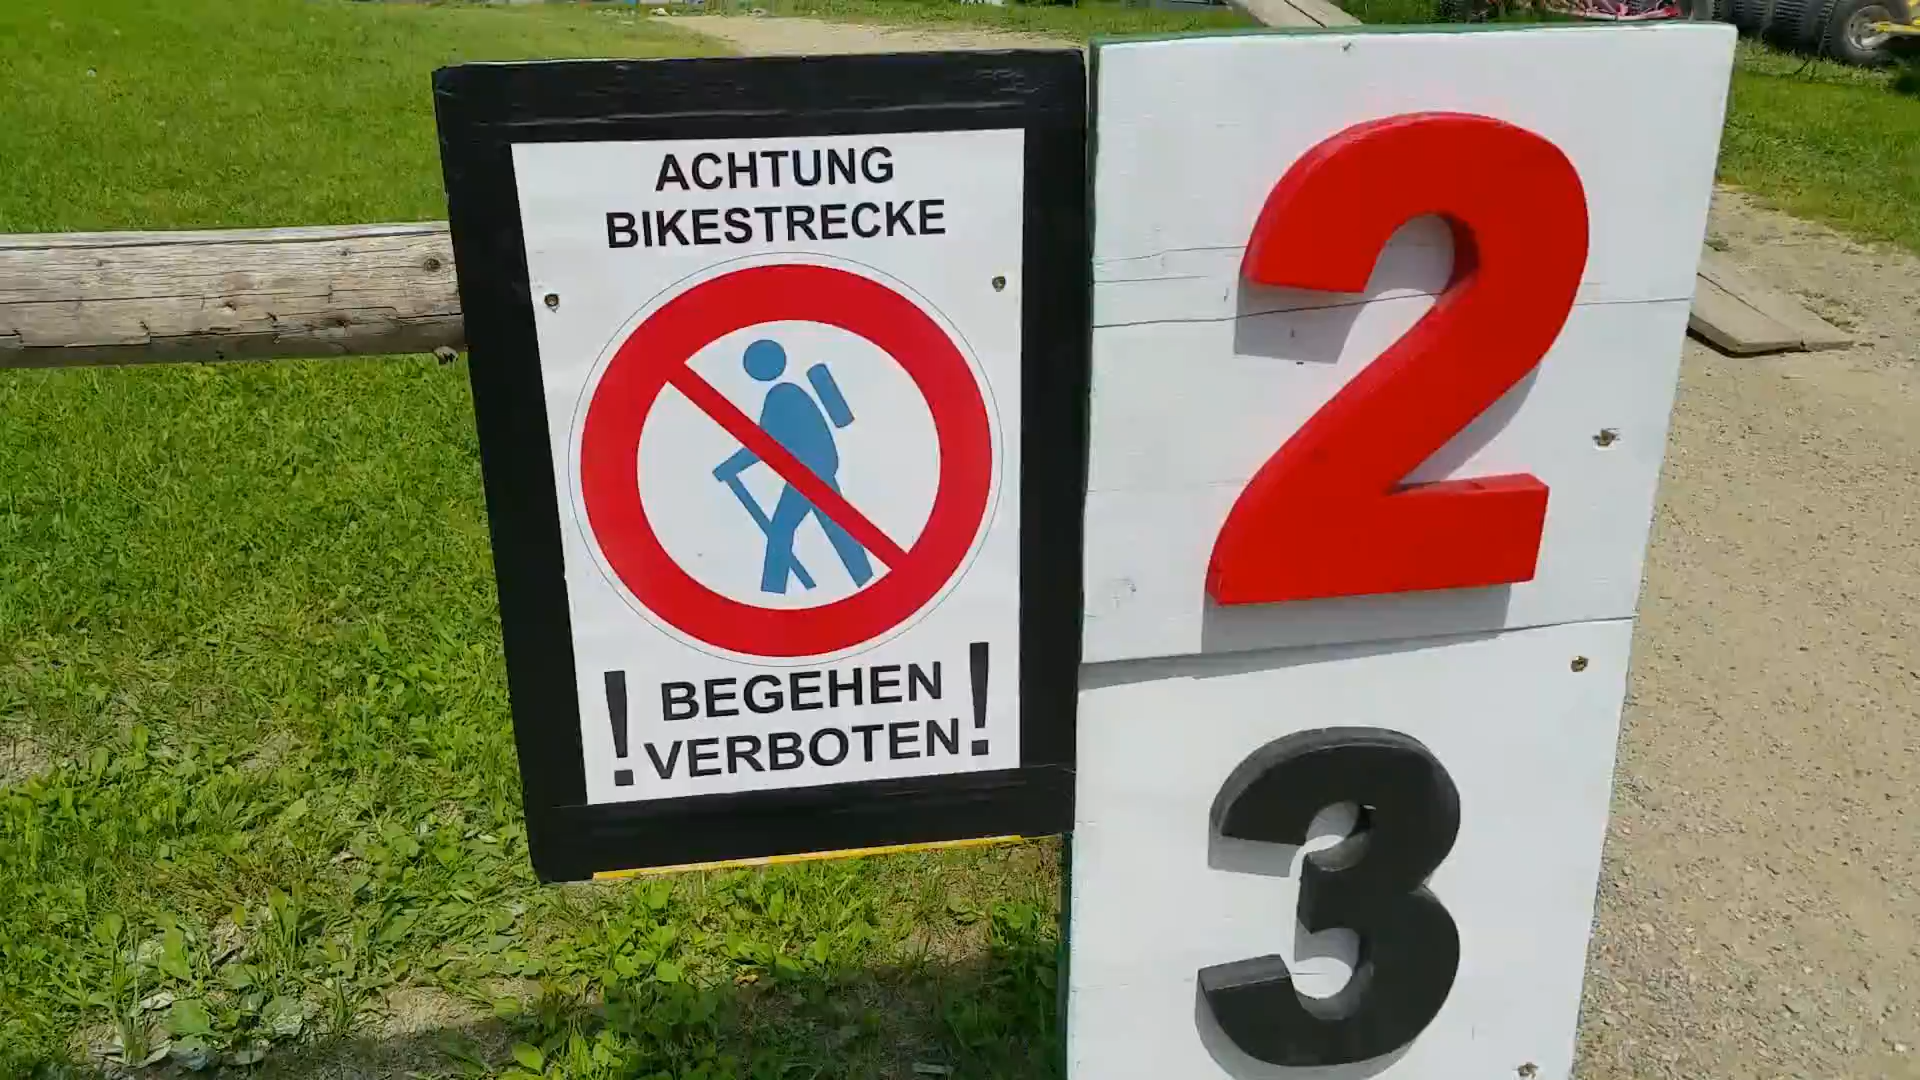 ACHTUNG
BIKESTRECKE
! BEGEHEN !
VERBOTEN
2
3